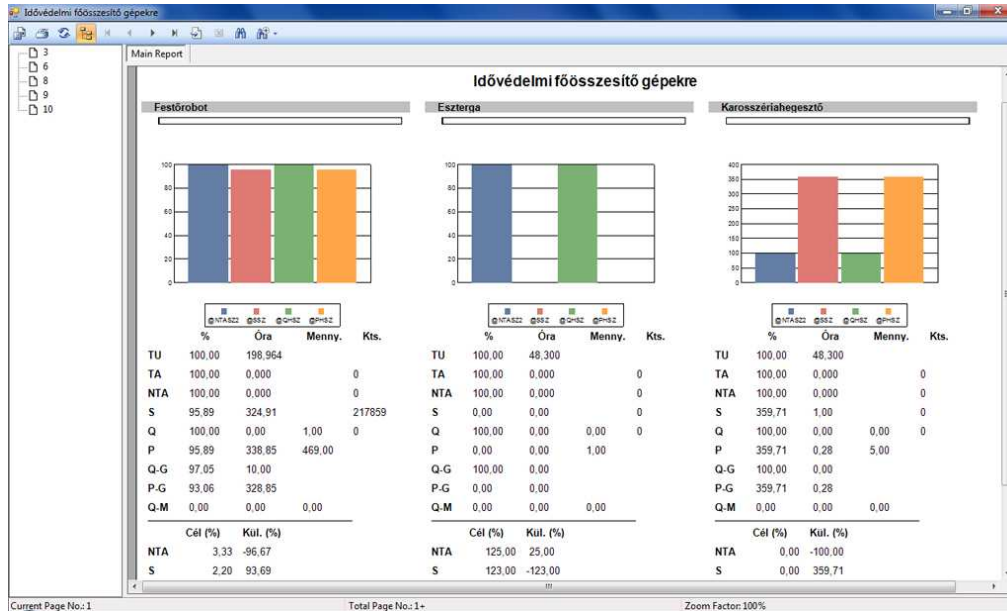 Idővédelmi főösszesítő gépekre
3
6
8
9
10
Main Report
Idővédelmi főösszesítő gépekre
Festőrobot
100
80
60
40
20
0
@NTASZ2 @SSZ @QHSZ @PHSZ
% Óra Menny. Kts.
TU 100,00 198,964
TA 100,00 0,000 0
NTA 100,00 0,000 0
S 95,89 324,91 217859
Q 100,00 0,00 1,00 0
P 95,89 338,85 469,00
Q-G 97,05 10,00
P-G 93,06 328,85
Q-M 0,00 0,00 0,00
Cél (%) Kül. (%)
NTA 3,33 -96,67
S 2,20 93,69
Eszterga
100
80
60
40
20
0
@NTASZ2 @SSZ @QHSZ @PHSZ
% Óra Menny. Kts.
TU 100,00 48,300
TA 100,00 0,000 0
NTA 100,00 0,000 0
S 0,00 0,00 0
Q 100,00 0,00 0,00 0
P 0,00 0,00 1,00
Q-G 100,00 0,00
P-G 0,00 0,00
Q-M 0,00 0,00 0,00
Cél (%) Kül. (%)
NTA 125,00 25,00
S 123,00 -123,00
Karosszériahegesztő
400
350
300
250
200
150
100
50
0
@NTASZ2 @SSZ @QHSZ @PHSZ
% Óra Menny. Kts.
TU 100,00 48,300
TA 100,00 0,000 0
NTA 100,00 0,000 0
S 359,71 1,00 0
Q 100,00 0,00 0,00 0
P 359,71 0,28 5,00
Q-G 100,00 0,00
P-G 359,71 0,28
Q-M 0,00 0,00 0,00
Cél (%) Kül. (%)
NTA 0,00 -100,00
S 0,00 359,71
Current Page No.: 1
Total Page No.: 1+
Zoom Factor: 100%